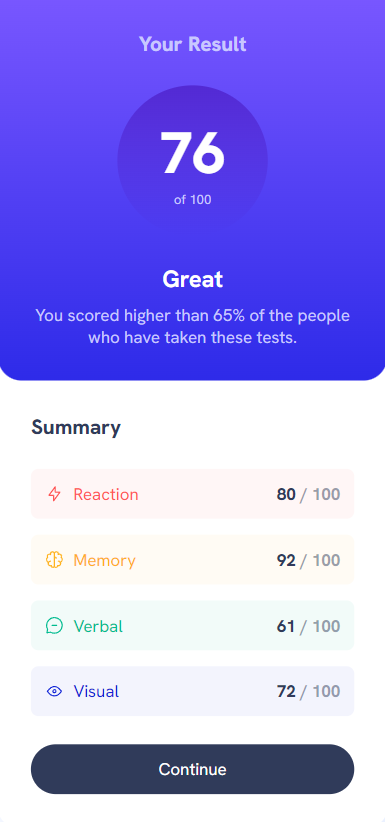 Your Result
76
of 100
Great
You scored higher than 65% of the people
who have taken these tests.
Summary
Reaction 80 / 100
Memory 92 / 100
Verbal 61 / 100
Visual 72 / 100
Continue